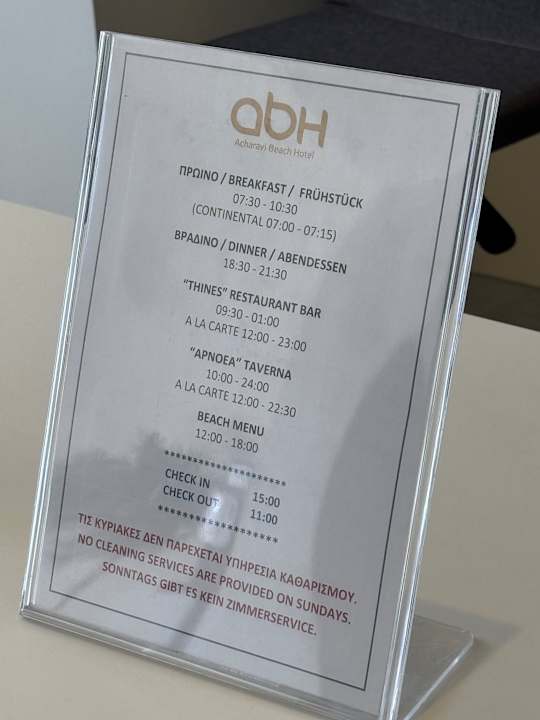 abH
Acharavi Beach Hotel
ΠΡΩΙΝΟ / BREAKFAST / FRÜHSTÜCK
07:30 - 10:30
(CONTINENTAL 07:00 - 07:15)
ΒΡΑΔΙΝΟ / DINNER / ABENDESSEN
18:30 - 21:30
“THINES” RESTAURANT BAR
09:30 - 01:00
A LA CARTE 12:00 - 23:00
“APNOEA” TAVERNA
10:00 - 24:00
A LA CARTE 12:00 - 22:30
BEACH MENU
12:00 - 18:00
********************
CHECK IN 15:00
CHECK OUT 11:00
********************
ΤΙΣ ΚΥΡΙΑΚΕΣ ΔΕΝ ΠΑΡΕΧΕΤΑΙ ΥΠΗΡΕΣΙΑ ΚΑΘΑΡΙΣΜΟΥ.
NO CLEANING SERVICES ARE PROVIDED ON SUNDAYS.
SONNTAGS GIBT ES KEIN ZIMMERSERVICE.